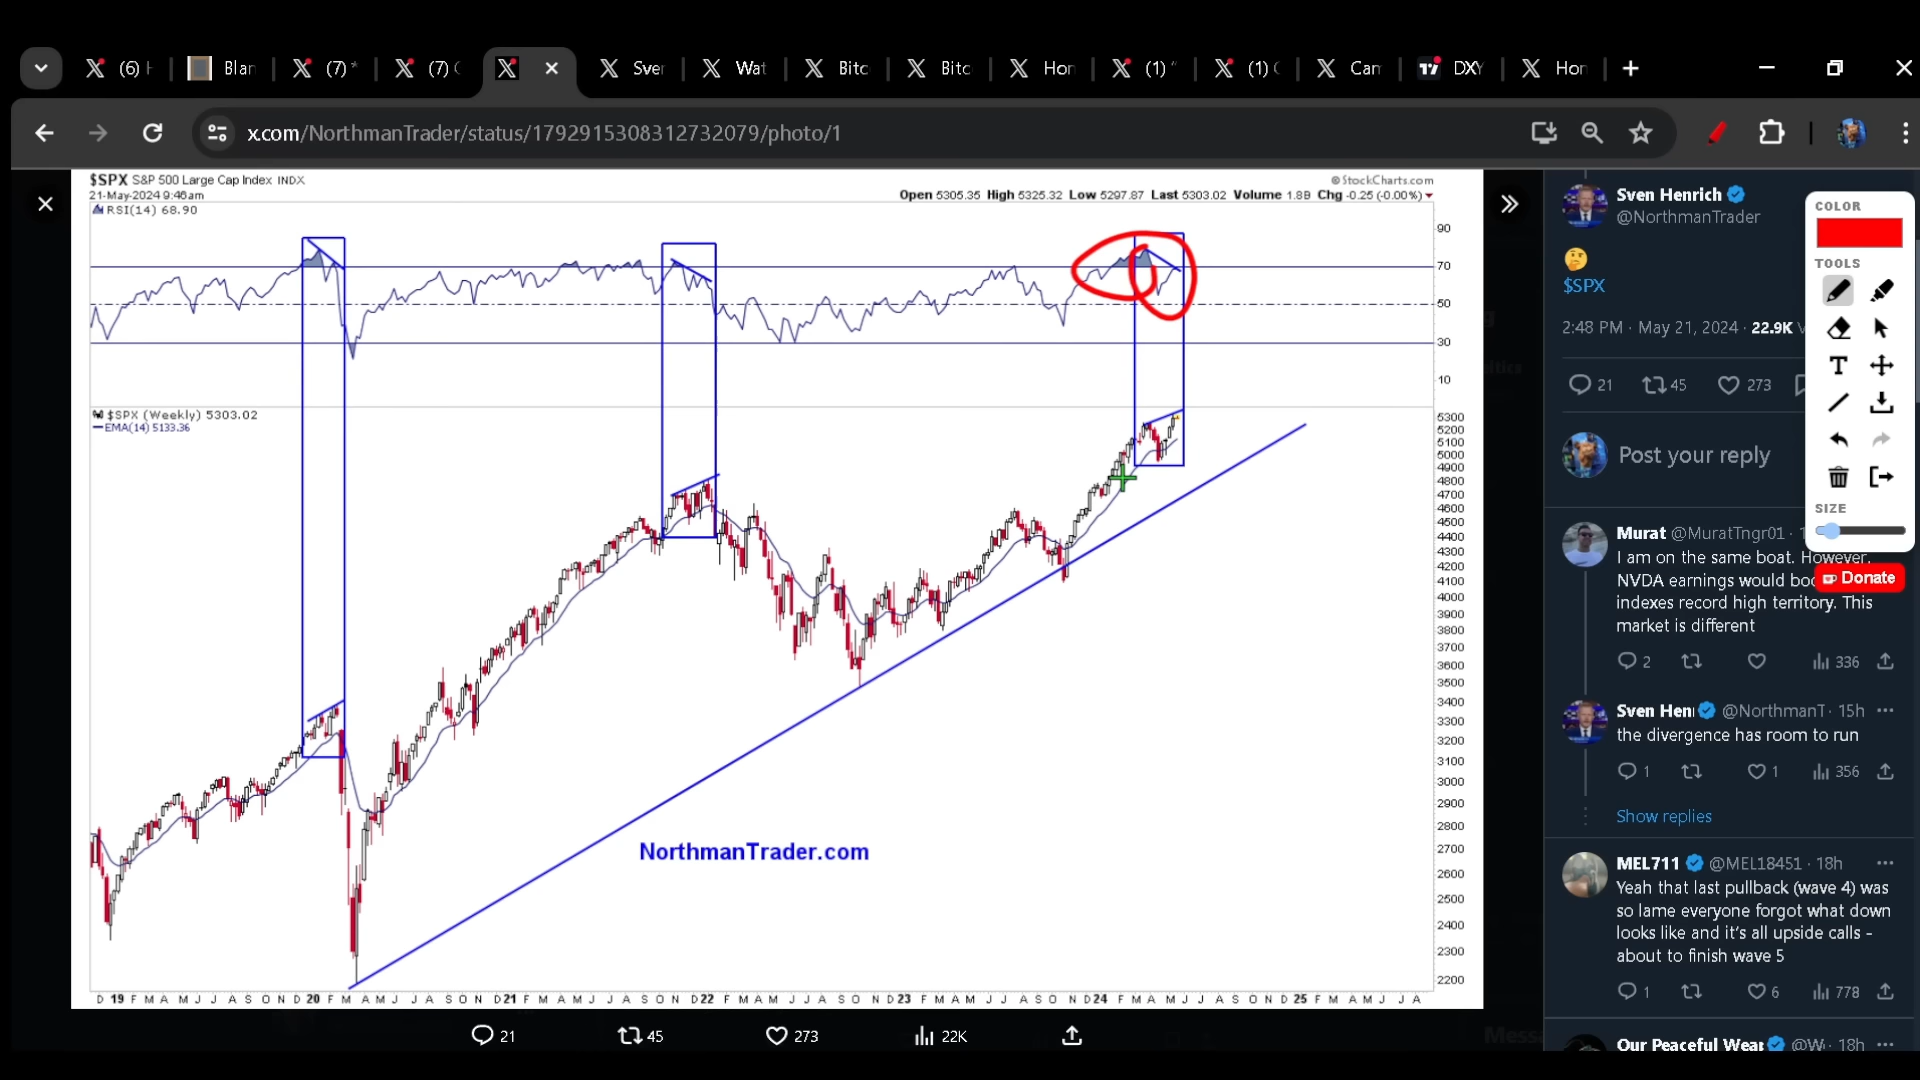 (6) H
Blan
(7) *
(7) (
Sver
Wat
Bitc
Bitc
Hor
(1) "
(1) (
Can
DXY
Hor
x.com/NorthmanTrader/status/1792915308312732079/photo/1
$SPX S&P 500 Large Cap Index INDX
© StockCharts.com
21-May-2024 9:46am
Open 5305.35 High 5325.32 Low 5297.87 Last 5303.02 Volume 1.8B Chg -0.25 (-0.00%)
RSI(14) 68.90
90
70
50
30
10
$SPX (Weekly) 5303.02
EMA(14) 5133.36
5300
5200
5100
5000
4900
4800
4700
4600
4500
4400
4300
4200
4100
4000
3900
3800
3700
3600
3500
3400
3300
3200
3100
3000
2900
2800
2700
2600
2500
2400
2300
2200
NorthmanTrader.com
D 19 F M A M J J A S O N D 20 F M A M J J A S O N D 21 F M A M J J A S O N D 22 F M A M J J A S O N D 23 F M A M J J A S O N D 24 F M A M J J A S O N D 25 F M A M J J A
21
45
273
22K
Sven Henrich
@NorthmanTrader
$SPX
2:48 PM · May 21, 2024 · 22.9K V
21
45
273
Post your reply
Murat @MuratTngr01 · 1
I am on the same boat. However,
NVDA earnings would boo
indexes record high territory. This
market is different
2
336
Sven Henr @NorthmanT · 15h
the divergence has room to run
1
1
356
Show replies
MEL711 @MEL18451 · 18h
Yeah that last pullback (wave 4) was
so lame everyone forgot what down
looks like and it's all upside calls -
about to finish wave 5
1
6
778
Our Peaceful Wear @W · 18h
COLOR
TOOLS
T
SIZE
Donate